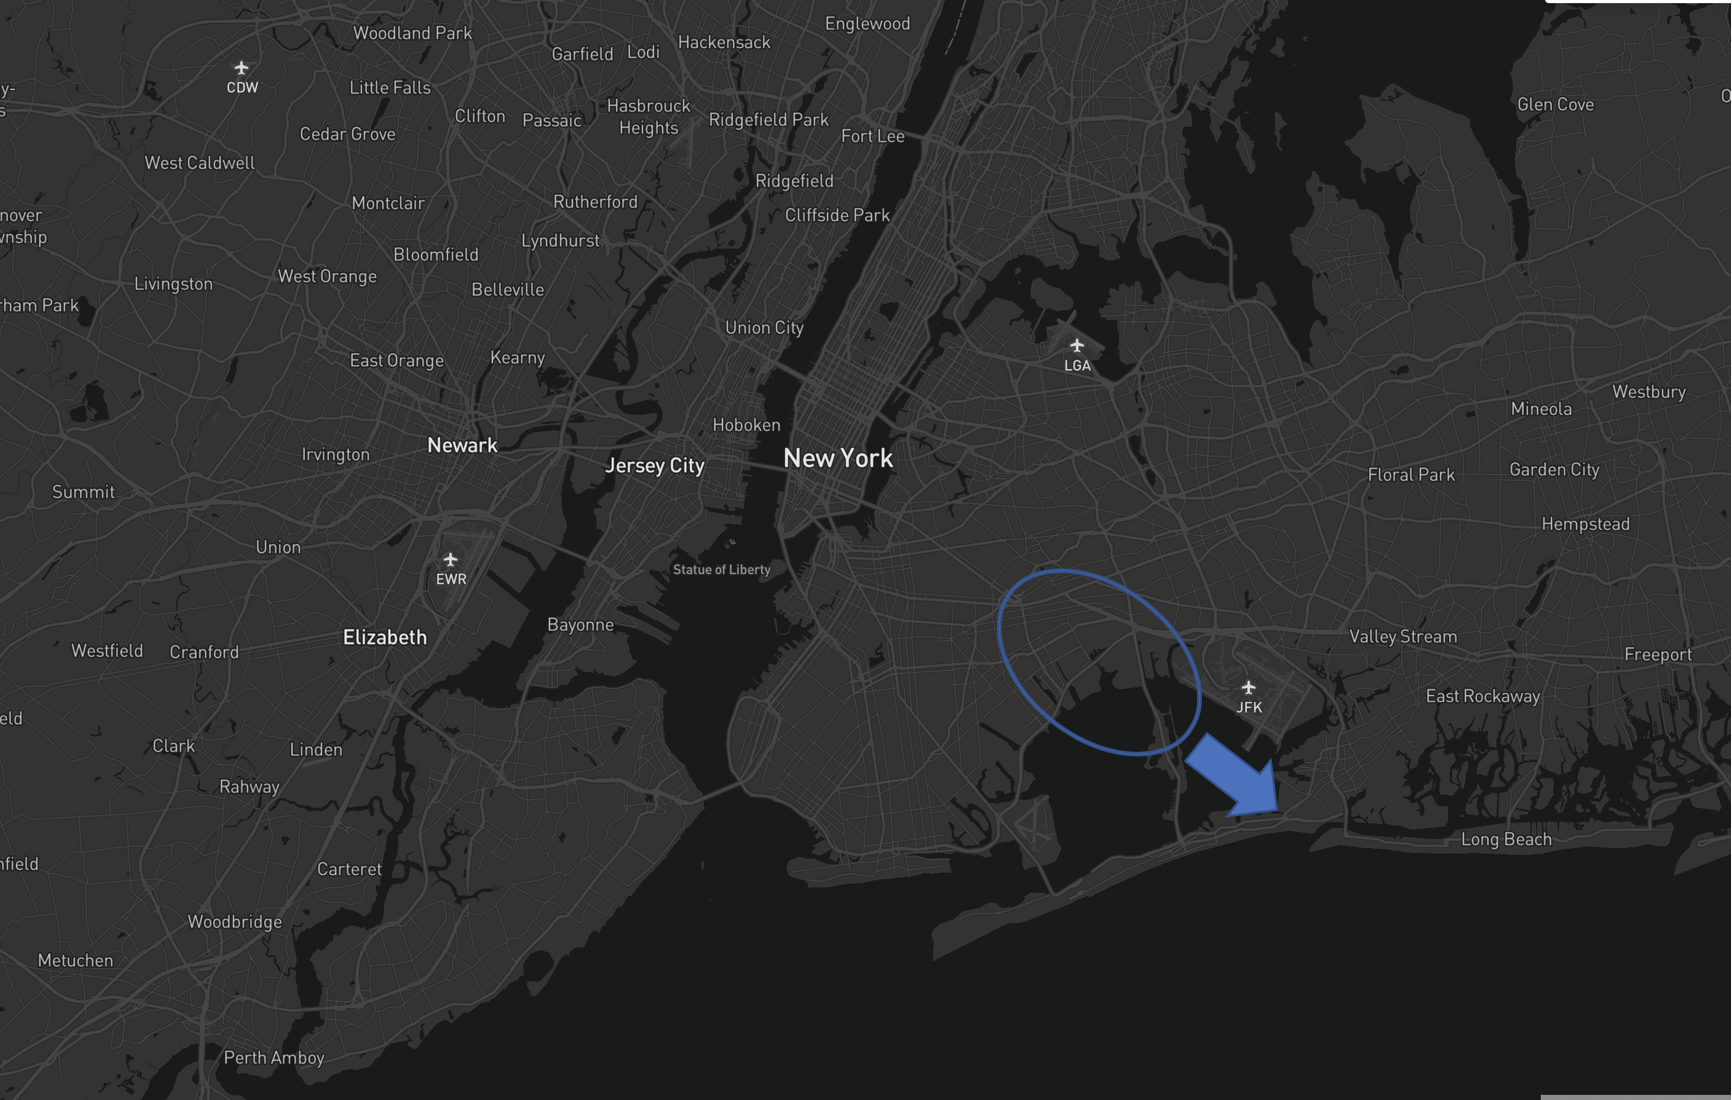 Englewood
Woodland Park
Hackensack
Garfield
Lodi
CDW
Little Falls
y-
s
Glen Cove
O
Hasbrouck
Heights
Clifton
Passaic
Ridgefield Park
Cedar Grove
Fort Lee
West Caldwell
Ridgefield
Montclair
Rutherford
nover
wnship
Cliffside Park
Lyndhurst
Bloomfield
West Orange
Livingston
Belleville
rham Park
Union City
LGA
East Orange
Kearny
Westbury
Mineola
Hoboken
Newark
Irvington
New York
Jersey City
Floral Park
Garden City
Summit
Hempstead
Union
Statue of Liberty
EWR
Bayonne
Elizabeth
Valley Stream
Westfield
Cranford
Freeport
East Rockaway
JFK
eld
Clark
Linden
Rahway
Long Beach
nfield
Carteret
Woodbridge
Metuchen
Perth Amboy